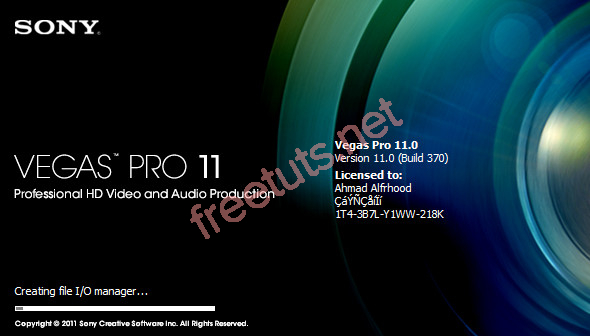 SONY
VEGAS™ PRO 11
Professional HD Video and Audio Production
freetuts.net
Vegas Pro 11.0
Version 11.0 (Build 370)
Licensed to:
Ahmad Alfrhood
ÇáÝÑÇåíÏí
1T4-3B7L-Y1WW-218K
Creating file I/O manager...
Copyright © 2011 Sony Creative Software Inc. All Rights Reserved.